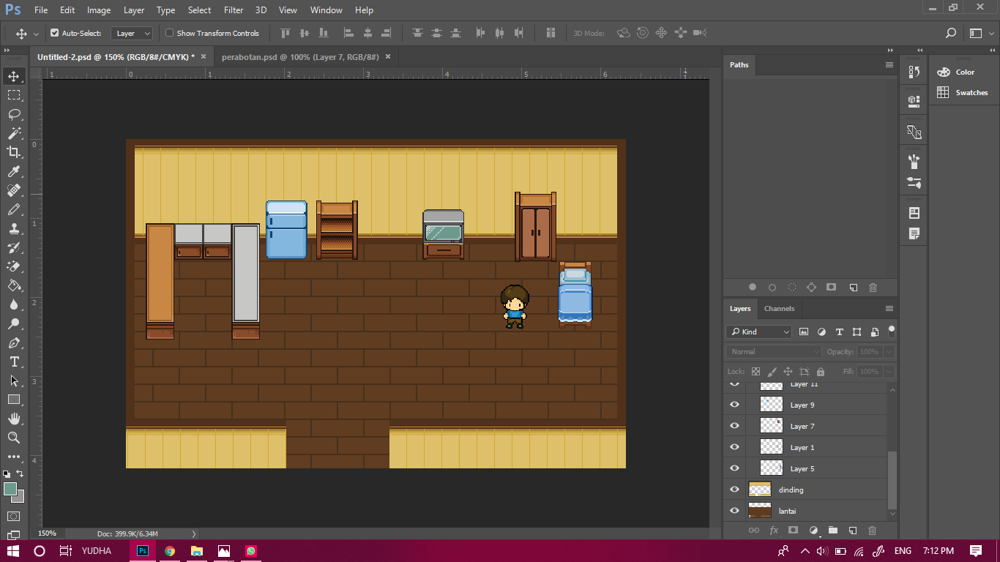 Ps File Edit Image Layer Type Select Filter 3D View Window Help
Auto-Select: Layer Show Transform Controls 3D Mode:
Untitled-2.psd @ 150% (RGB/8#/CMYK) * × perabotan.psd @ 100% (Layer 7, RGB/8#) ×
1 0 1 2 3 4 5 6
0
1
2
3
4
Paths
Color
Swatches
Layers Channels
Kind
Normal Opacity: 100%
Lock: Fill: 100%
Layer 11
Layer 9
Layer 7
Layer 1
Layer 5
dinding
lantai
fx
150% Doc: 399.9K/6.34M
YUDHA Ps ENG 7:12 PM